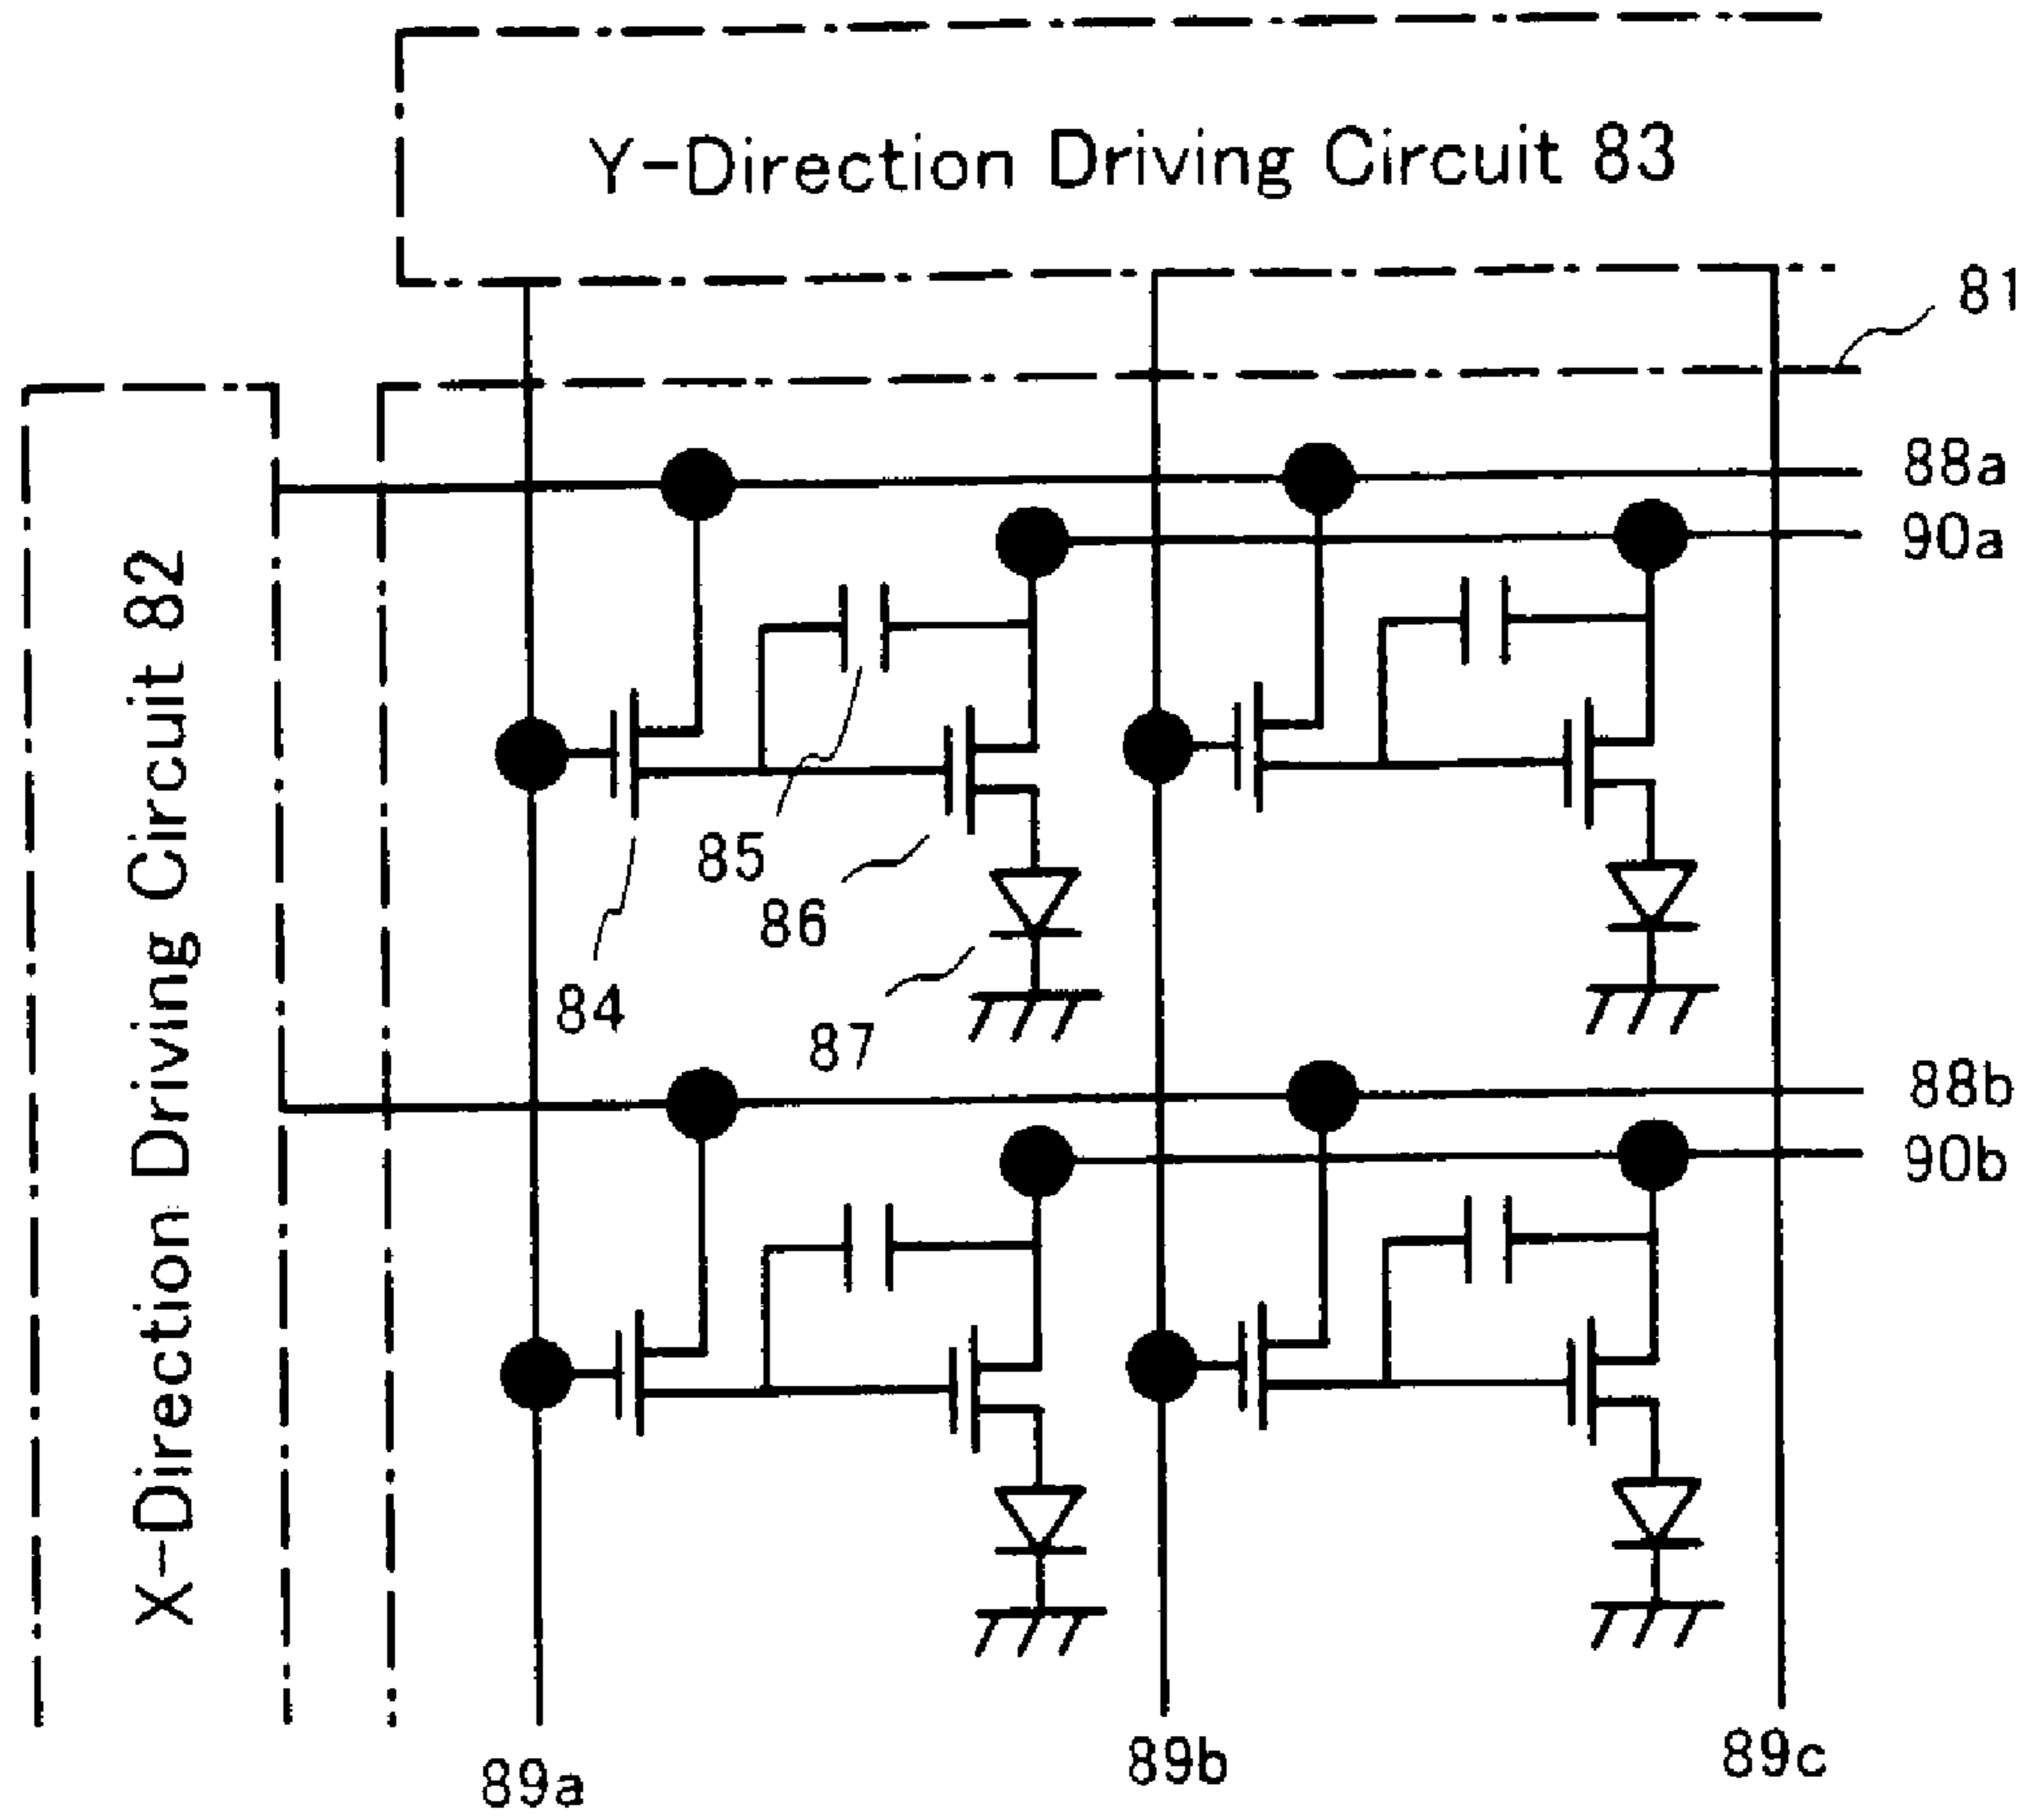 Y-Direction Driving Circuit 83
81
88a
90a
X-Direction Driving Circuit 82
85
86
84
87
88b
90b
89a
89b
89c